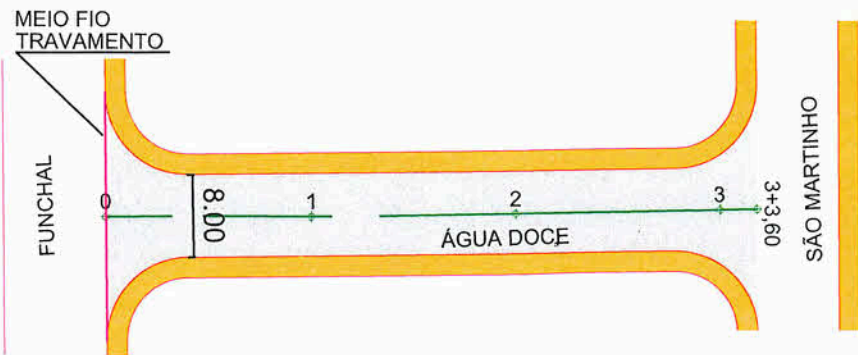 MEIO FIO
TRAVAMENTO
FUNCHAL
0
8.00
1
2
3
3+3,60
ÁGUA DOCE
SÃO MARTINHO